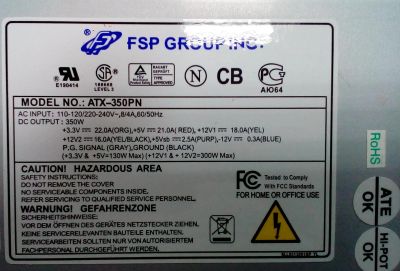 FSP GROUP INC.
E190414
LEVEL 3
N CB
АЮ64
MODEL NO.: ATX-350PN
AC INPUT: 110-120/220-240V~,8/4A,60/50Hz
DC OUTPUT: 350W
+3.3V ⎓ 22.0A(ORG),+5V ⎓ 21.0A( RED), +12V1 ⎓ 18.0A(YEL)
+12V2 ⎓ 16.0A(YEL/BLACK), +5Vsb ⎓ 2.5A(PURP),-12V ⎓ 0.3A(BLUE)
P.G. SIGNAL (GRAY),GROUND (BLACK)
(+3.3V & +5V=130W Max) (+12V1 & +12V2=300W Max)
CAUTION! HAZARDOUS AREA
SAFETY INSTRUCTIONS:
DO NOT REMOVE THE COVER
NO SERVICEABLE COMPONENTS INSIDE.
REFER SERVICING TO QUALIFIED SERVICE PERSONNEL.
WARNUNG! GEFAHRENZONE
SICHERHEITSHINWEISE:
VOR DEM ÖFFNEN DES GERÄTES NETZSTECKER ZIEHEN,
KEINE SERVICERELEVANTEN BAUTEILE ENTHALTEN.
SERVICEARBEITEN DÜRFEN NUR VON AUTORISIERTEM
FACHPERSONAL DURCHGEFÜHRT WERDEN
FC Tested to Comply
With FCC Standards
FOR HOME OR OFFICE USE
RoHS
ATE
OK
HI-POT
OK